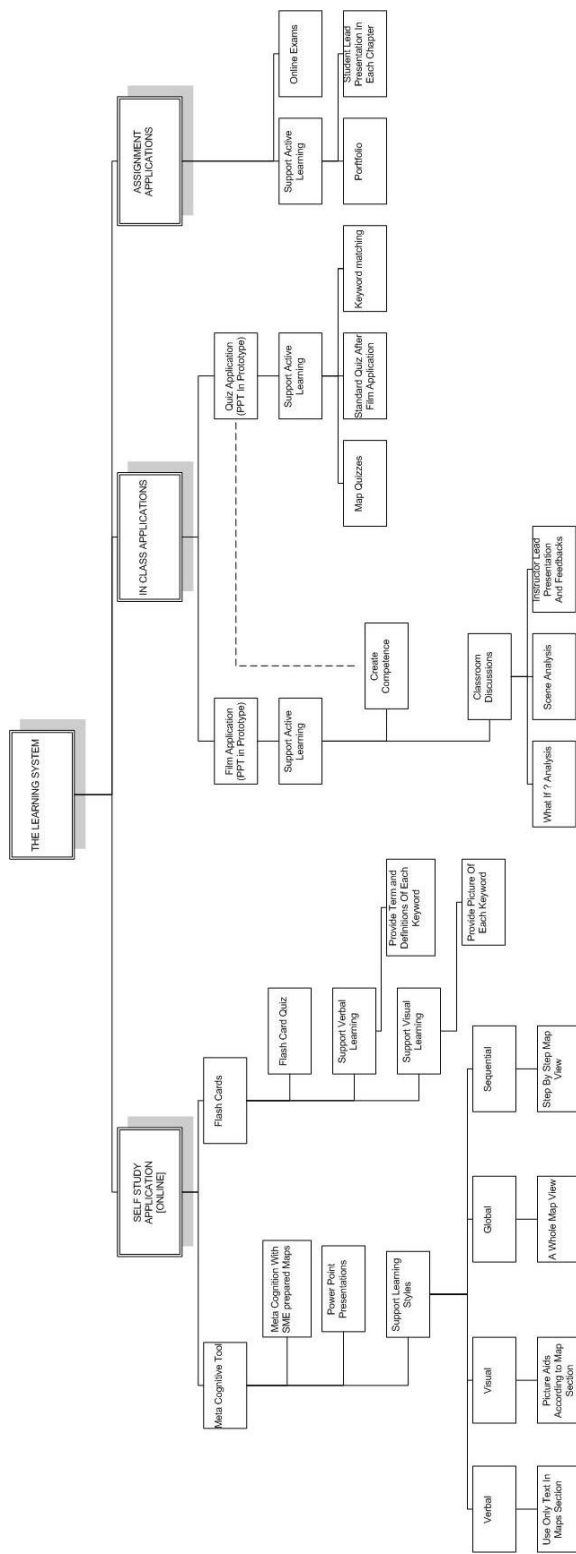 THE LEARNING SYSTEM
SELF STUDY
APPLICATION
[ONLINE]
IN CLASS APPLICATIONS
ASSIGNMENT
APPLICATIONS
Meta Cognitive Tool
Flash Cards
Film Application
(PPT in Prototype)
Quiz Application
(PPT In Prototype)
Meta Cognition With
SME prepared Maps
Power Point
Presentations
Support Learning
Styles
Flash Card Quiz
Support Verbal
Learning
Support Visual
Learning
Provide Term and
Definitions Of Each
Keyword
Provide Picture Of
Each Keyword
Verbal
Visual
Global
Sequential
Use Only Text In
Maps Section
Picture Aids
According to Map
Section
A Whole Map View
Step By Step Map
View
Support Active
Learning
Create
Competence
Classroom
Discussions
What If ? Analysis
Scene Analysis
Instructor Lead
Presentation
And Feedbacks
Support Active
Learning
Map Quizzes
Standard Quiz After
Film Application
Keyword matching
Support Active
Learning
Online Exams
Portfolio
Student Lead
Presentation In
Each Chapter